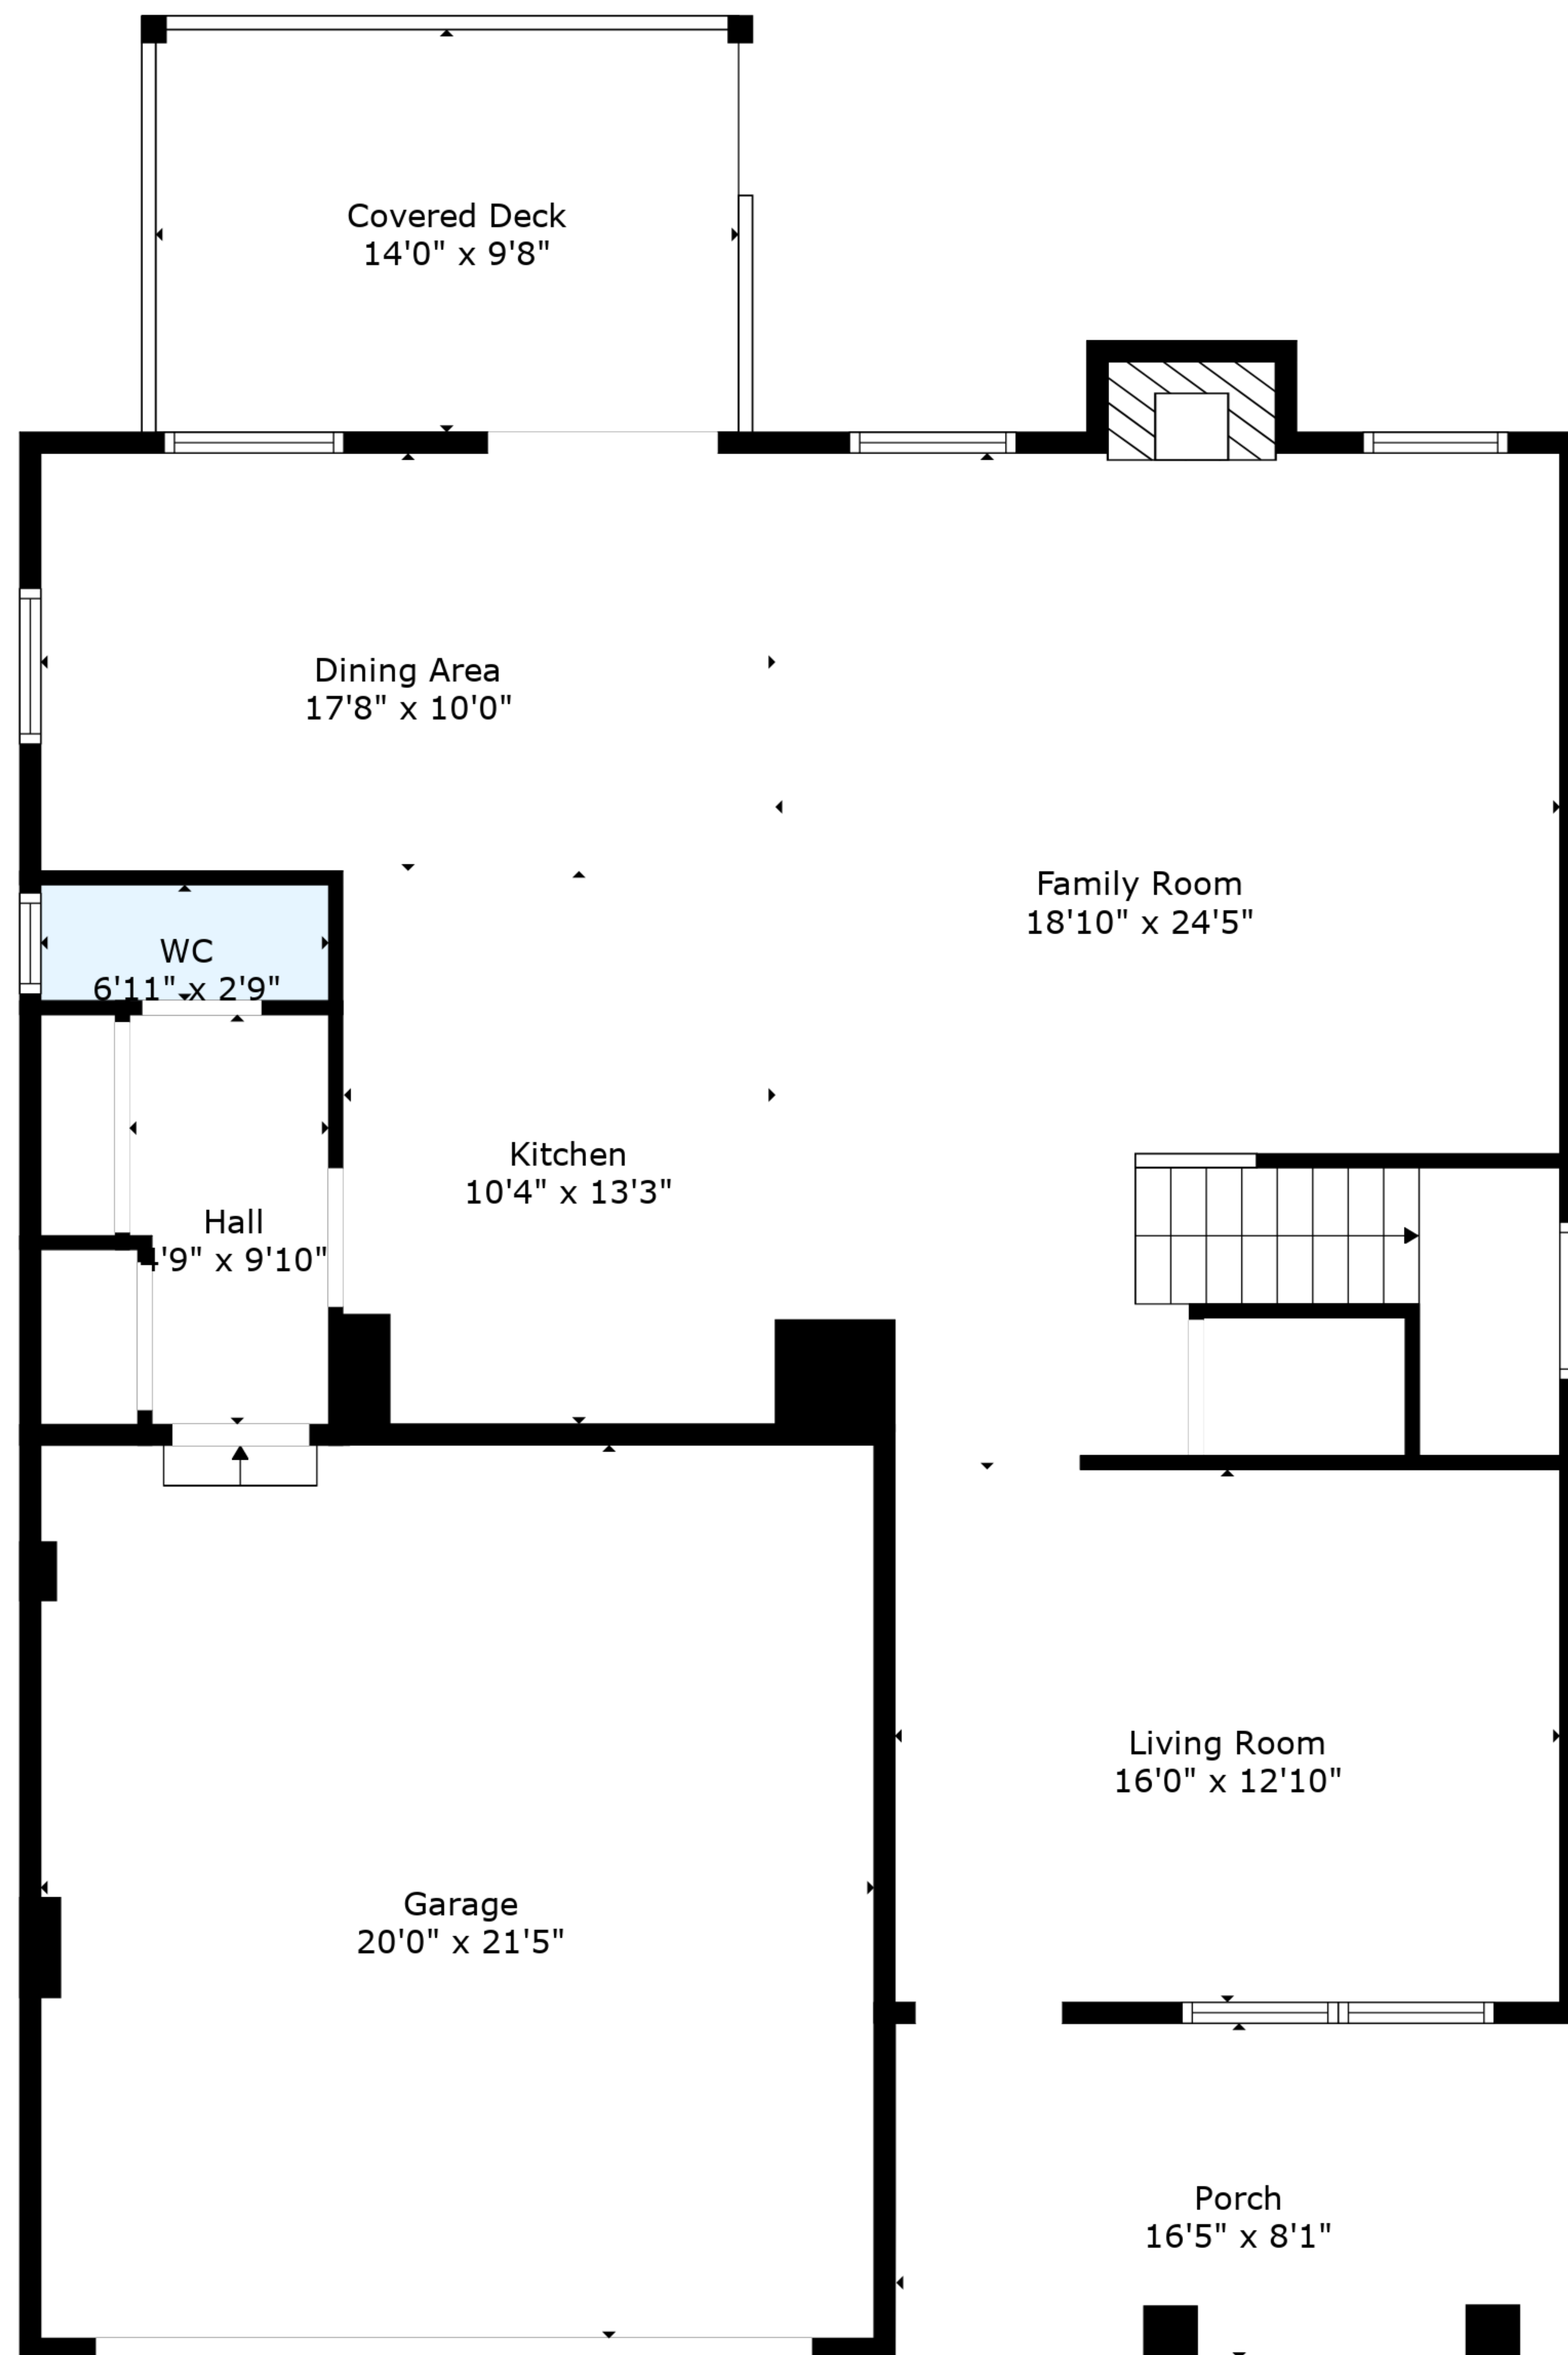 Covered Deck
14'0" x 9'8"
Dining Area
17'8" x 10'0"
Family Room
18'10" x 24'5"
WC
6'11" x 2'9"
Kitchen
10'4" x 13'3"
Hall
4'9" x 9'10"
Living Room
16'0" x 12'10"
Garage
20'0" x 21'5"
Porch
16'5" x 8'1"